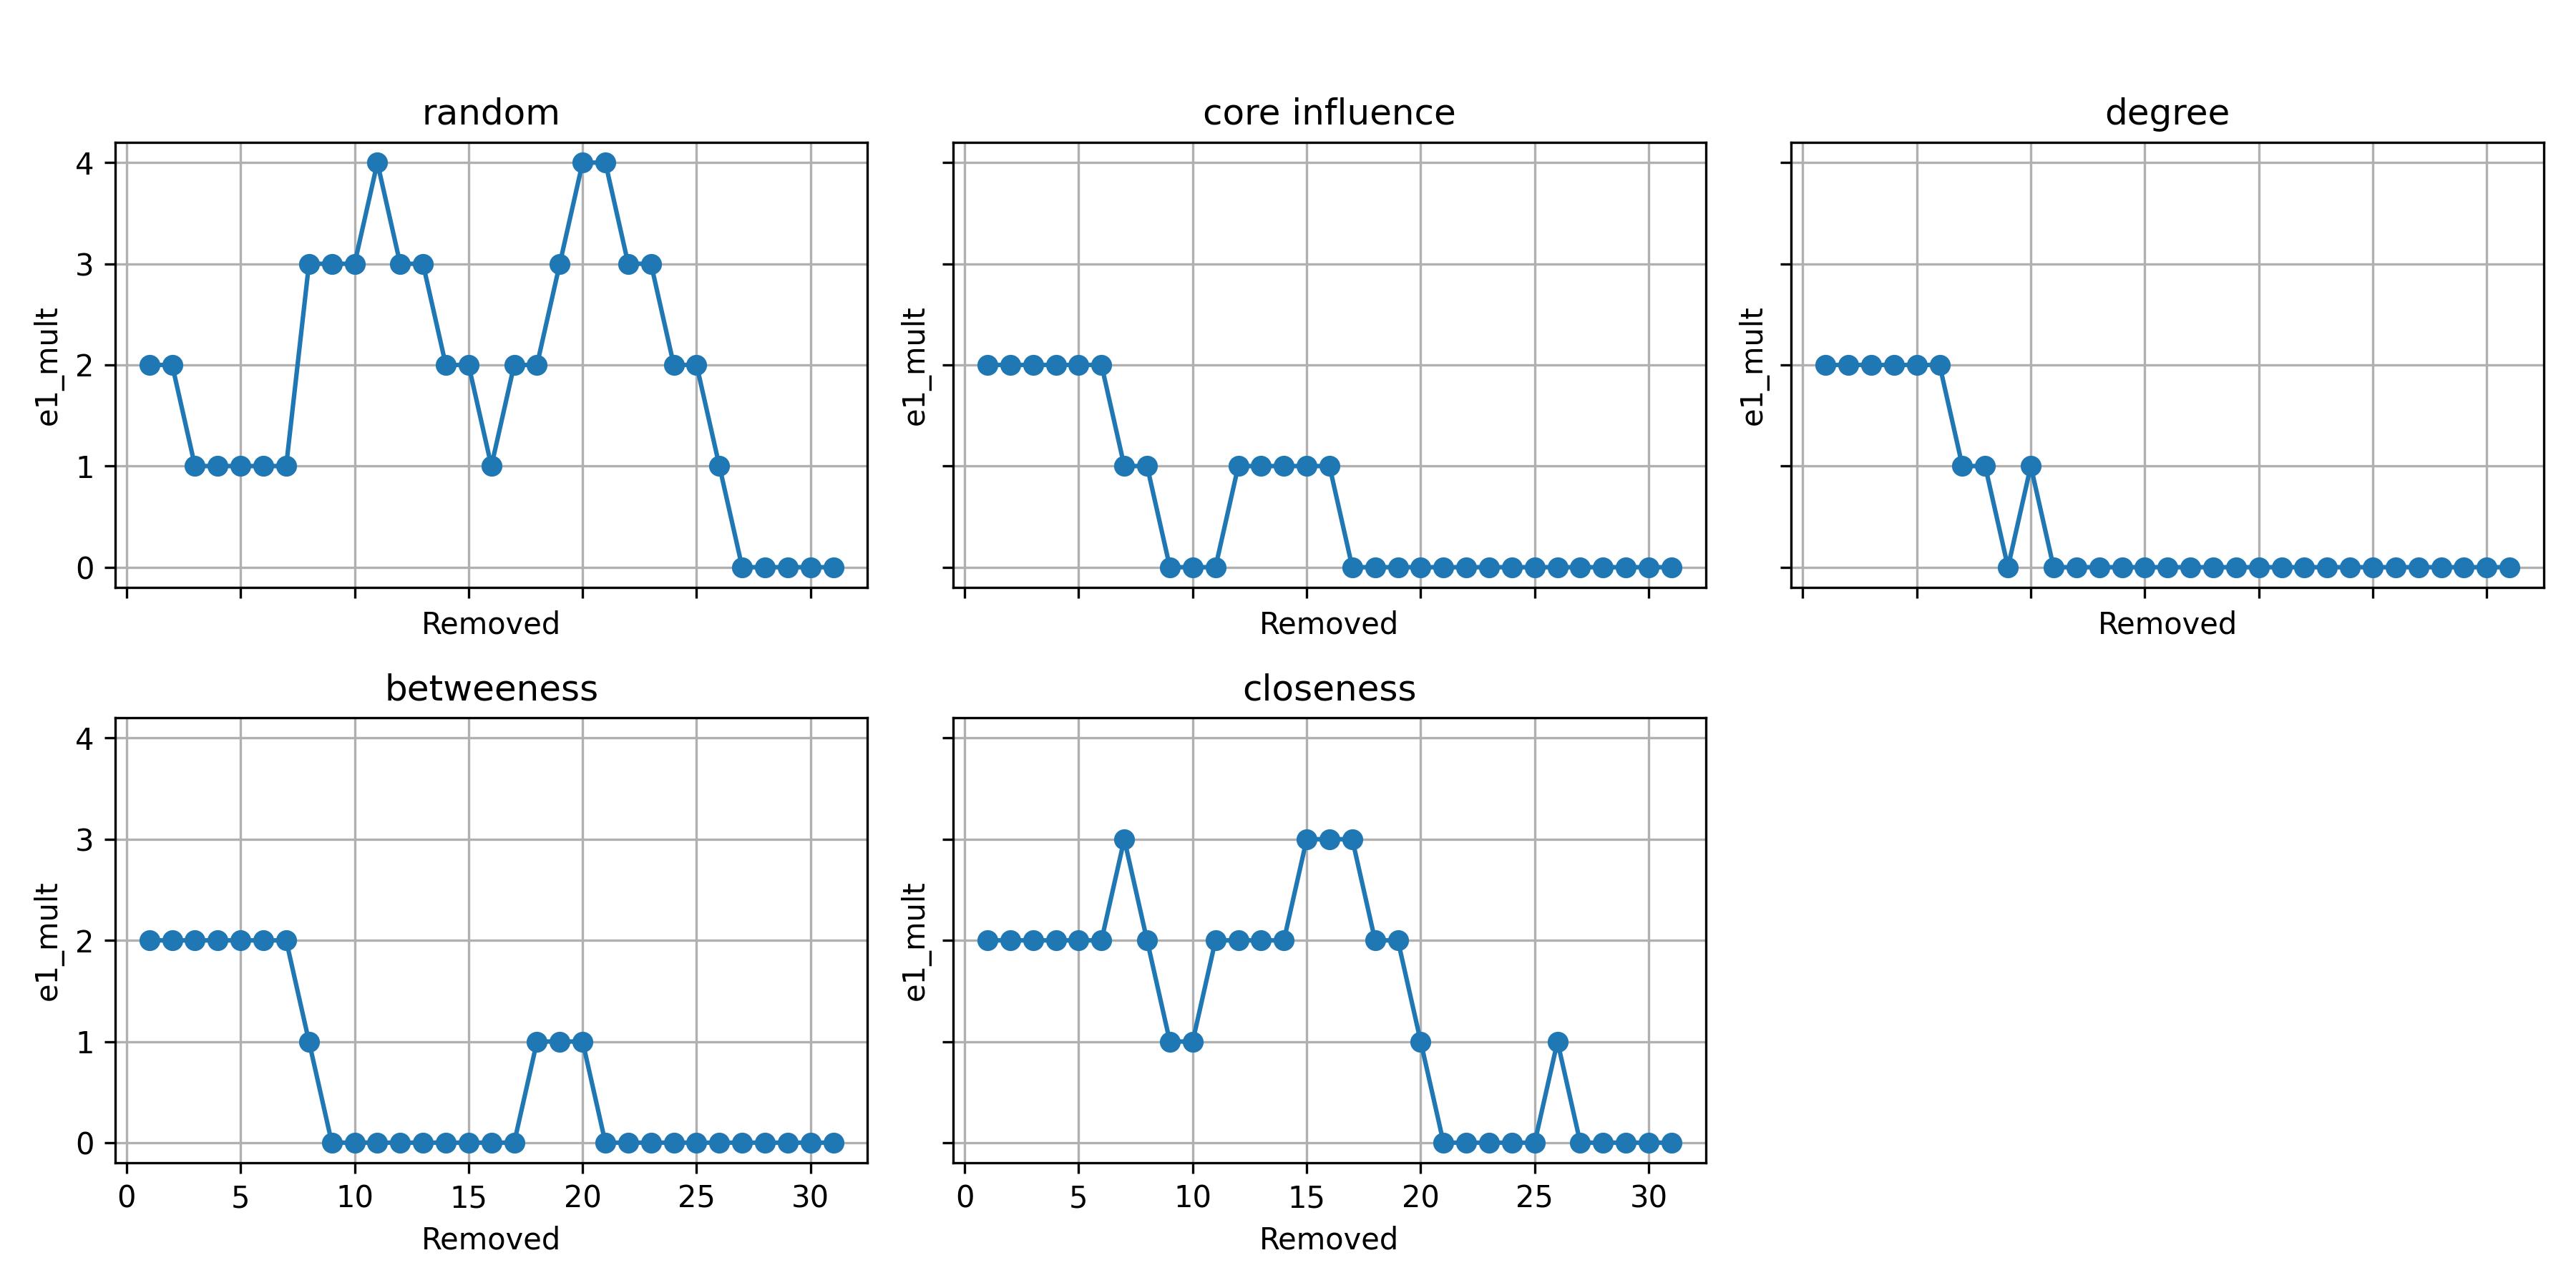 random
core influence
degree
4
3
2
1
0
e1_mult
e1_mult
e1_mult
Removed
Removed
Removed
betweeness
closeness
4
3
2
1
0
e1_mult
e1_mult
0 5 10 15 20 25 30
0 5 10 15 20 25 30
Removed
Removed